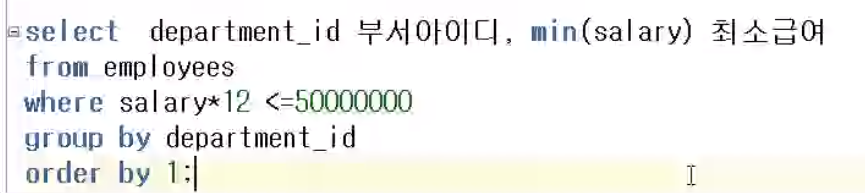 select  department_id 부서아이디, min(salary) 최소급여
from employees
where salary*12 <=50000000
group by department_id
order by 1;